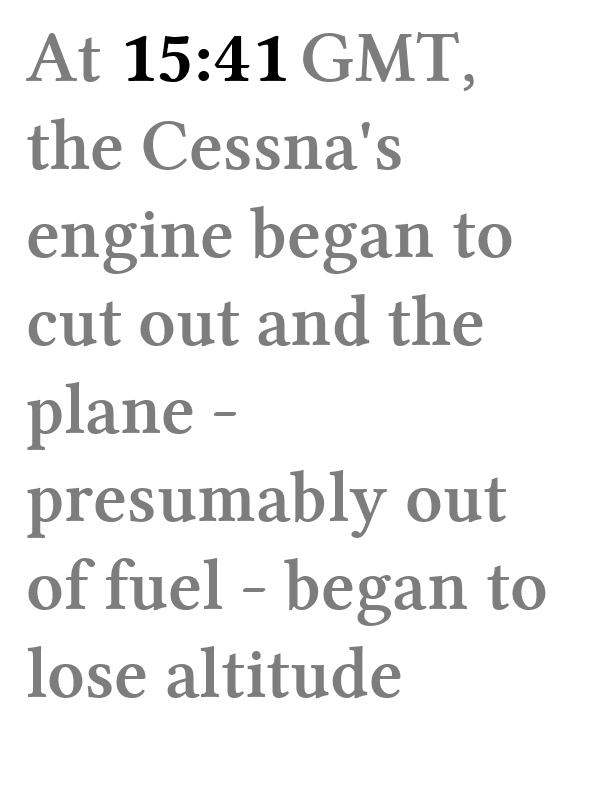 At 15:41 GMT,
the Cessna's
engine began to
cut out and the
plane -
presumably out
of fuel - began to
lose altitude